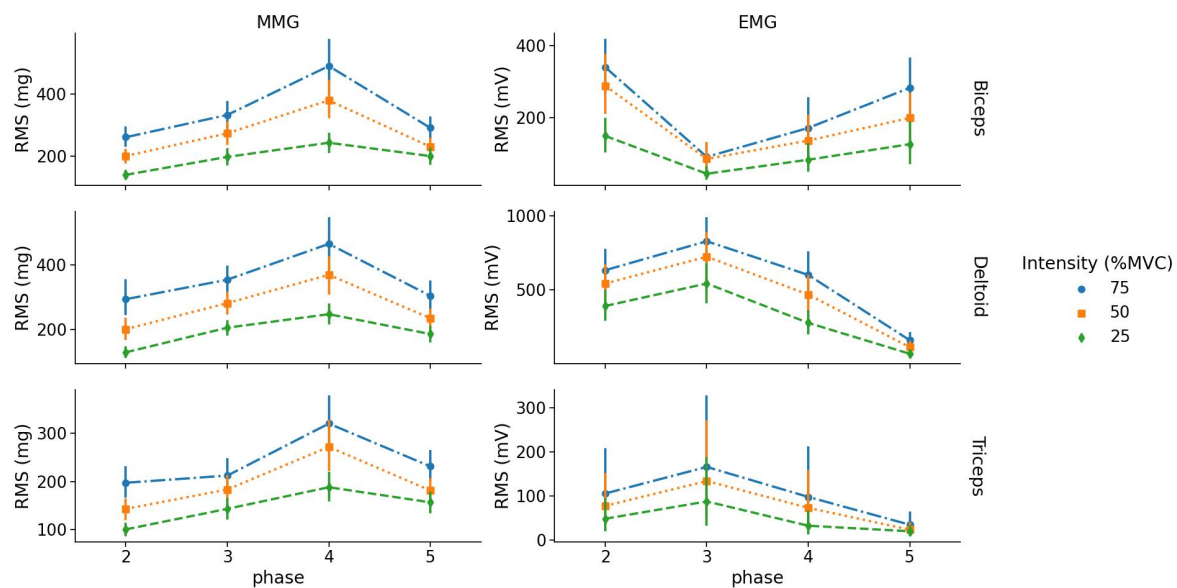 MMG
EMG
RMS (mg)
400
200
RMS (mV)
400
200
Biceps
RMS (mg)
400
200
RMS (mV)
1000
500
Deltoid
Intensity (%MVC)
75
50
25
RMS (mg)
300
200
100
2
3
4
5
phase
RMS (mV)
300
200
100
0
2
3
4
5
phase
Triceps